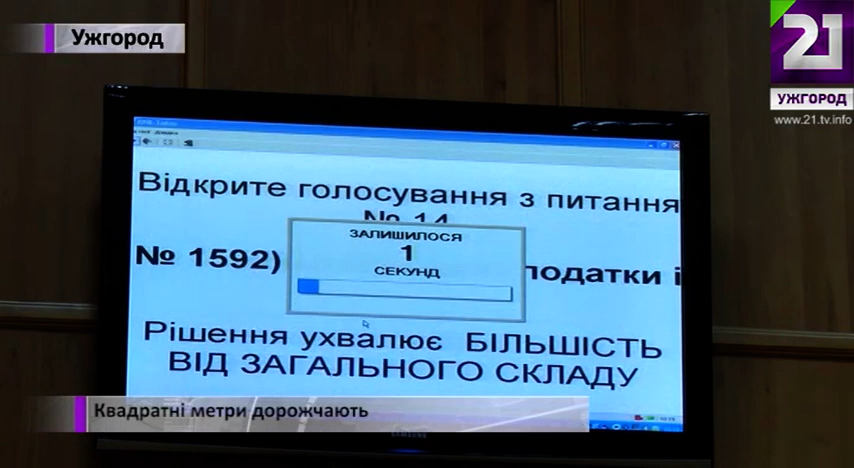 Ужгород
21
УЖГОРОД
www.21.tv.info
Відкрите голосування з питання
№ 14
ЗАЛИШИЛОСЯ
1
СЕКУНД
№ 1592) податки і
Рішення ухвалює БІЛЬШІСТЬ
ВІД ЗАГАЛЬНОГО СКЛАДУ
Квадратні метри дорожчають
SAMSUNG